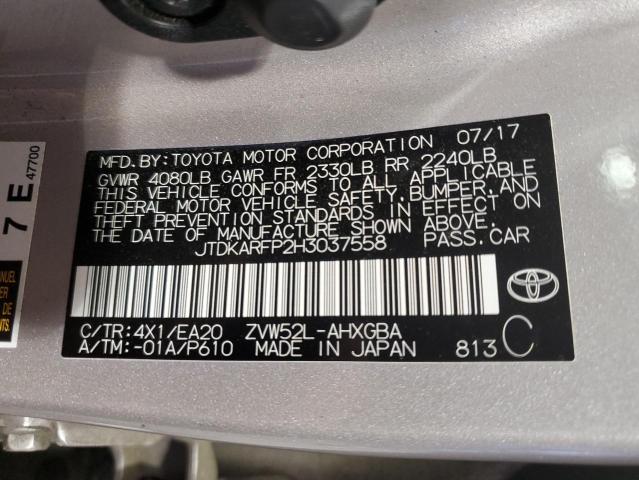 MFD.BY:TOYOTA MOTOR CORPORATION 07/17
GVWR 4080LB GAWR FR 2330LB RR 2240LB
THIS VEHICLE CONFORMS TO ALL APPLICABLE
FEDERAL MOTOR VEHICLE SAFETY, BUMPER, AND
THEFT PREVENTION STANDARDS IN EFFECT ON
THE DATE OF MANUFACTURE SHOWN ABOVE.
JTDKARFP2H3037558 PASS.CAR
C/TR:4X1/EA20 ZVW52L-AHXGBA
A/TM:-01A/P610 MADE IN JAPAN 813 C
TOYOTA
7 E 47700